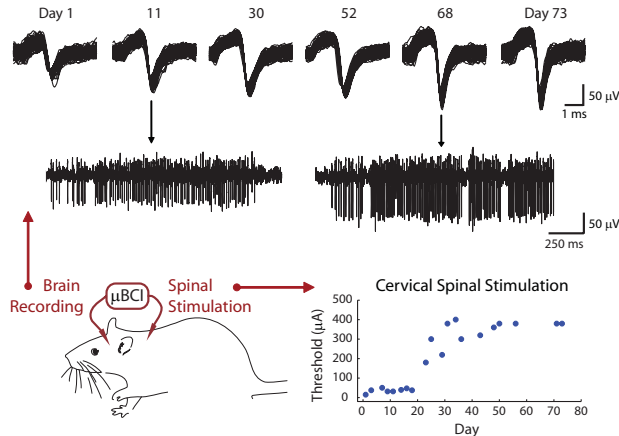 Day 1 11 30 52 68 Day 73
50 µV
1 ms
50 µV
250 ms
Brain
Recording
µBCI
Spinal
Stimulation
Cervical Spinal Stimulation
Threshold (µA)
500
400
300
200
100
0
0 10 20 30 40 50 60 70 80
Day